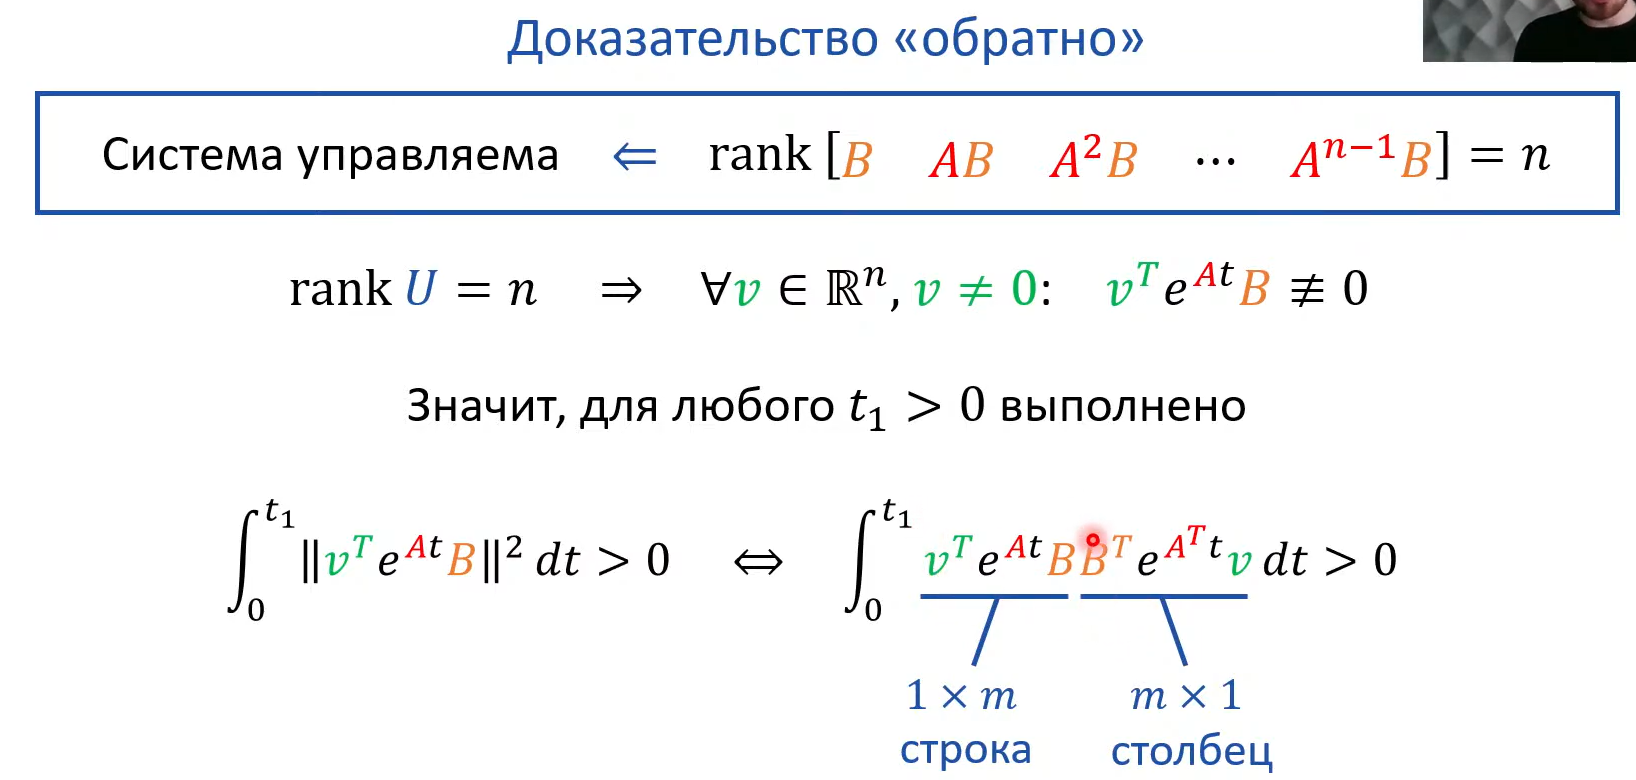 Доказательство «обратно»
Система управляема ⇐ rank [B AB A²B ⋯ Aⁿ⁻¹B] = n
rank U = n ⇒ ∀v ∈ ℝⁿ, v ≠ 0: vᵀe^{At}B ≢ 0
Значит, для любого t₁ > 0 выполнено
∫₀^{t₁} ‖vᵀe^{At}B‖² dt > 0 ⇔ ∫₀^{t₁} vᵀe^{At}BBᵀe^{Aᵀt}v dt > 0
1 × m m × 1
строка столбец